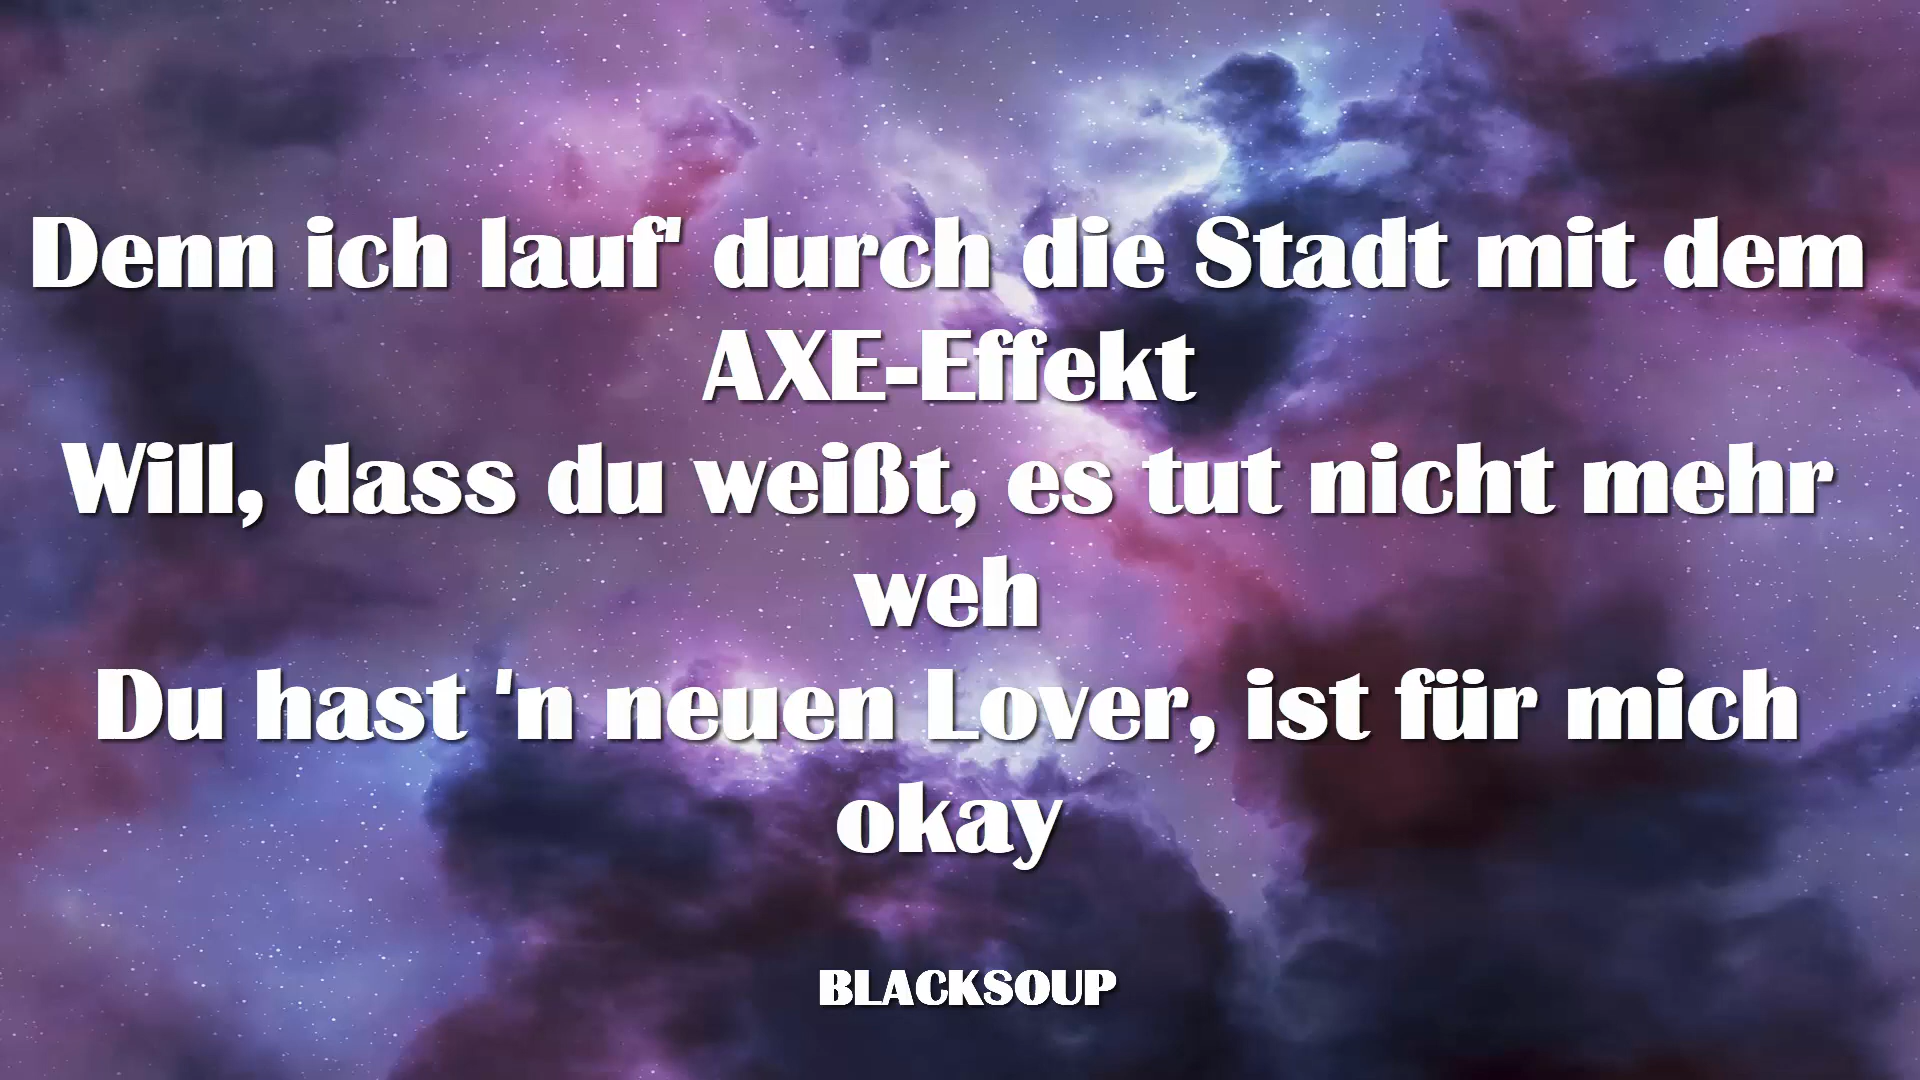 Denn ich lauf' durch die Stadt mit dem
AXE-Effekt
Will, dass du weißt, es tut nicht mehr
weh
Du hast 'n neuen Lover, ist für mich
okay
BLACKSOUP